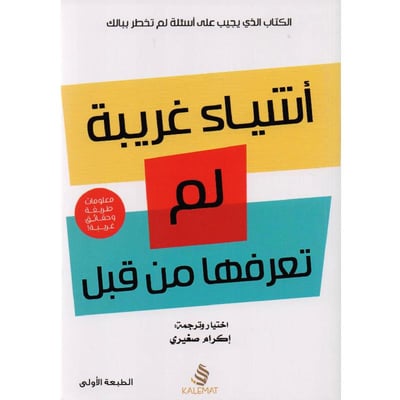 الكتاب الذي يجيب على أسئلة لم تخطر ببالك
أشياء غريبة
لم
تعرفها من قبل
معلومات
طريفة
وحقائق
غريبة!
اختيار وترجمة:
إكرام صغيري
الطبعة الأولى
KALEMAT